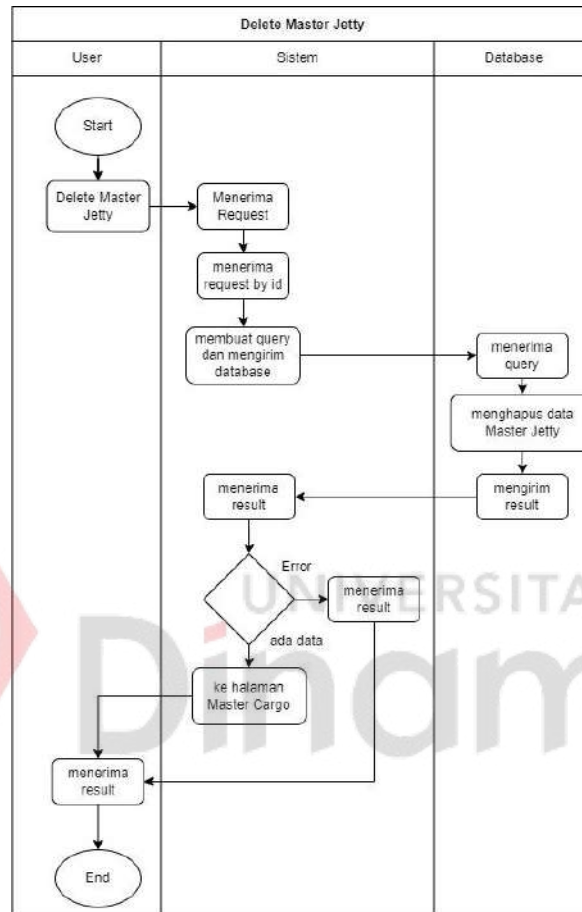 Delete Master Jetty
User
Sistem
Database
Start
Delete Master
Jetty
Menerima
Request
menerima
request by id
membuat query
dan mengirim
database
menerima
query
menghapus data
Master Jetty
mengirim
result
menerima
result
Error
menerima
result
ada data
ke halaman
Master Cargo
menerima
result
End
UNIVERSITA
Dinam